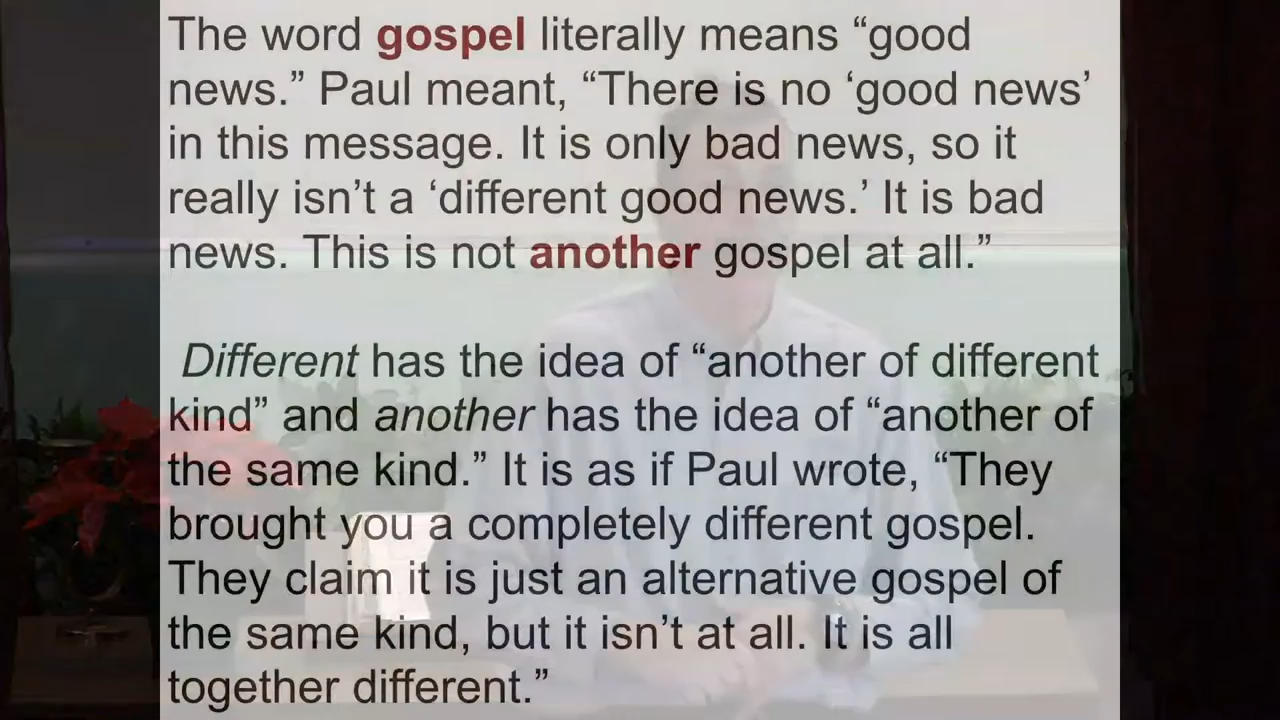 The word gospel literally means “good
news.” Paul meant, “There is no ‘good news’
in this message. It is only bad news, so it
really isn’t a ‘different good news.’ It is bad
news. This is not another gospel at all.”
Different has the idea of “another of different
kind” and another has the idea of “another of
the same kind.” It is as if Paul wrote, “They
brought you a completely different gospel.
They claim it is just an alternative gospel of
the same kind, but it isn’t at all. It is all
together different.”